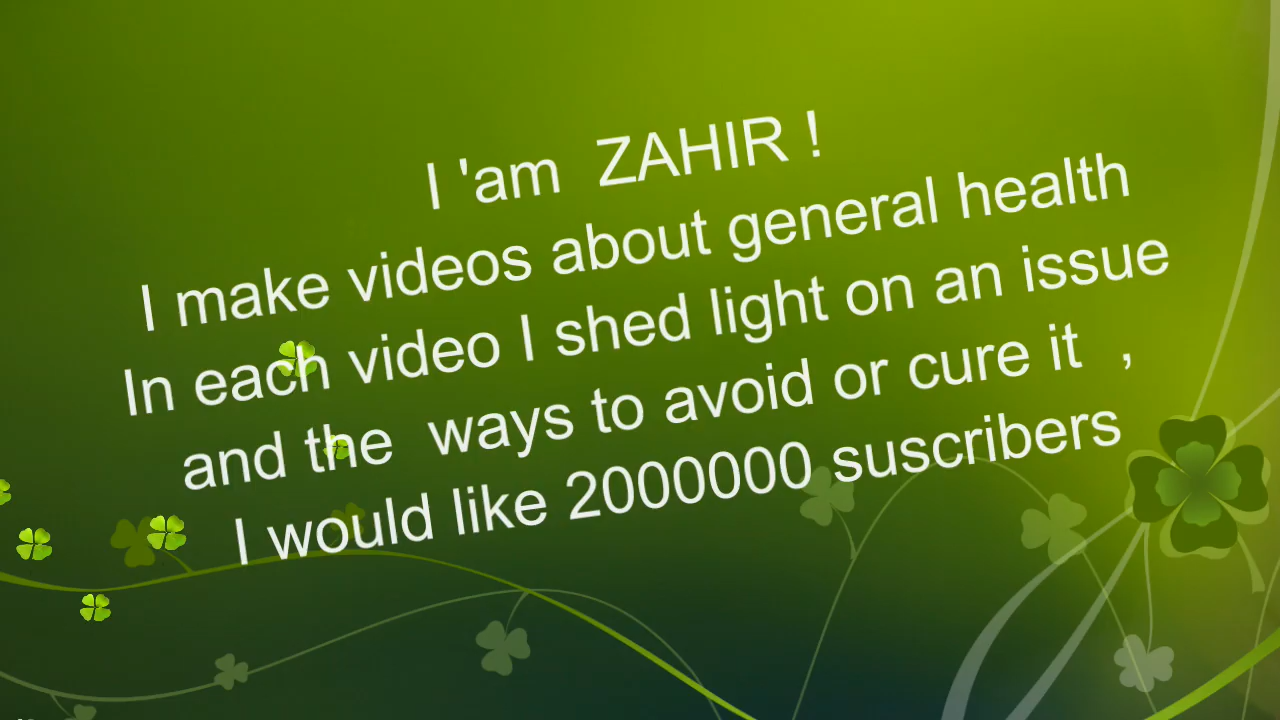 I 'am ZAHIR !
I make videos about general health
In each video I shed light on an issue
and the ways to avoid or cure it ,
I would like 2000000 suscribers